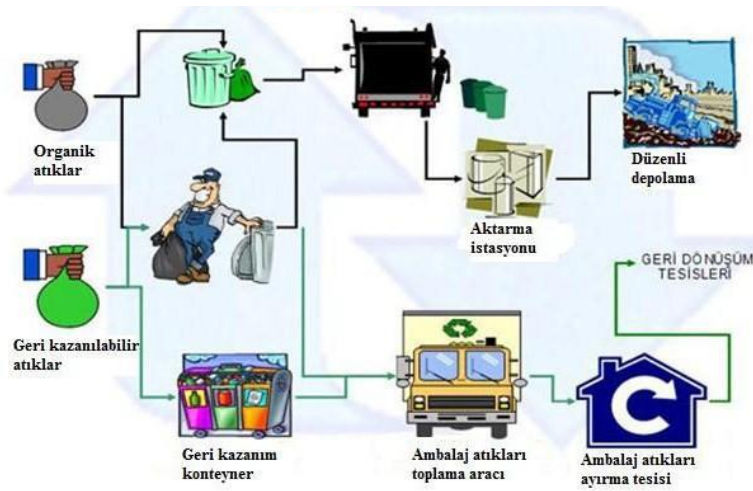 Organik
atıklar
Düzenli
depolama
Aktarma
istasyonu
GERİ DÖNÜŞÜM
TESİSLERİ
Geri kazanılabilir
atıklar
Geri kazanım
konteyner
Ambalaj atıkları
toplama aracı
Ambalaj atıkları
ayırma tesisi